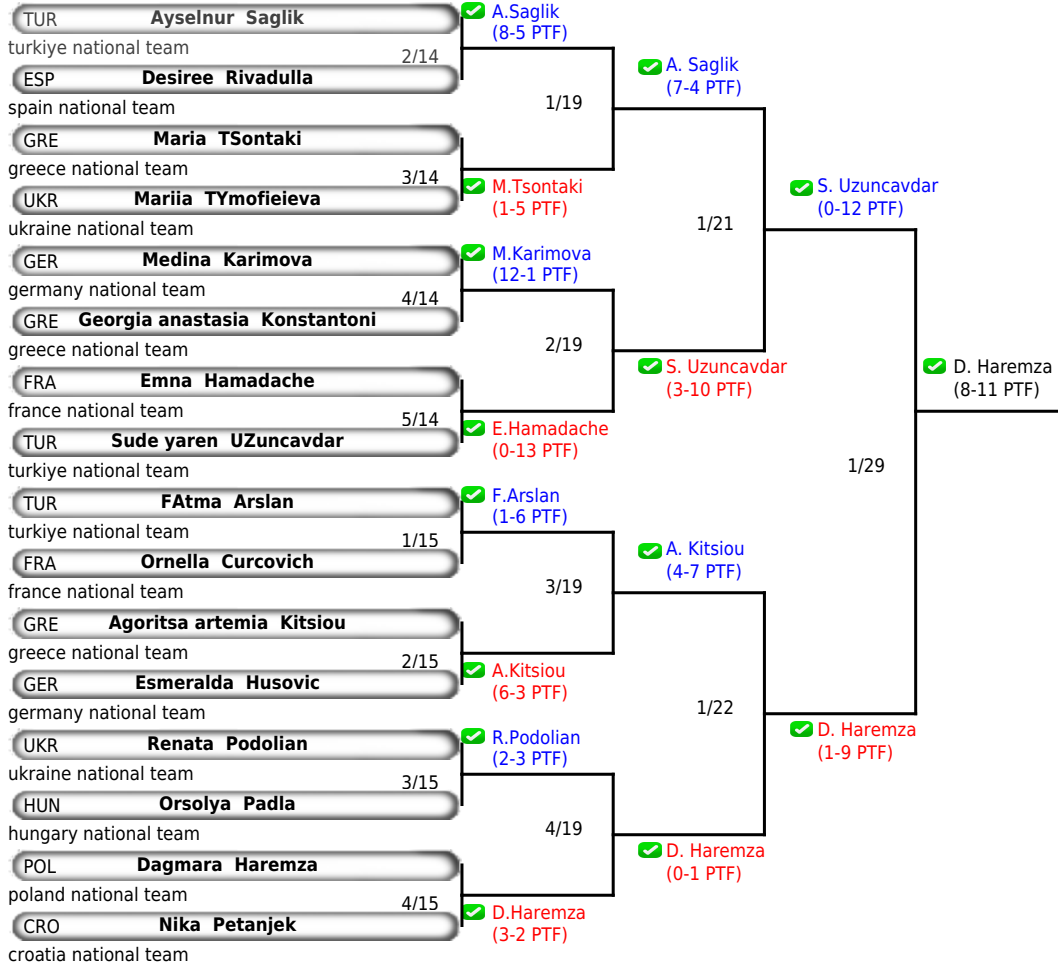 TUR Ayselnur Saglik
turkiye national team
2/14
ESP Desiree Rivadulla
spain national team
GRE Maria TSontaki
greece national team
3/14
UKR Mariia TYmofieieva
ukraine national team
GER Medina Karimova
germany national team
4/14
GRE Georgia anastasia Konstantoni
greece national team
FRA Emna Hamadache
france national team
5/14
TUR Sude yaren UZuncavdar
turkiye national team
TUR FAtma Arslan
turkiye national team
1/15
FRA Ornella Curcovich
france national team
GRE Agoritsa artemia Kitsiou
greece national team
2/15
GER Esmeralda Husovic
germany national team
UKR Renata Podolian
ukraine national team
3/15
HUN Orsolya Padla
hungary national team
POL Dagmara Haremza
poland national team
4/15
CRO Nika Petanjek
croatia national team
A.Saglik
(8-5 PTF)
1/19
M.Tsontaki
(1-5 PTF)
M.Karimova
(12-1 PTF)
2/19
E.Hamadache
(0-13 PTF)
F.Arslan
(1-6 PTF)
3/19
A.Kitsiou
(6-3 PTF)
R.Podolian
(2-3 PTF)
4/19
D.Haremza
(3-2 PTF)
A. Saglik
(7-4 PTF)
1/21
S. Uzuncavdar
(3-10 PTF)
A. Kitsiou
(4-7 PTF)
1/22
D. Haremza
(0-1 PTF)
S. Uzuncavdar
(0-12 PTF)
1/29
D. Haremza
(1-9 PTF)
D. Haremza
(8-11 PTF)